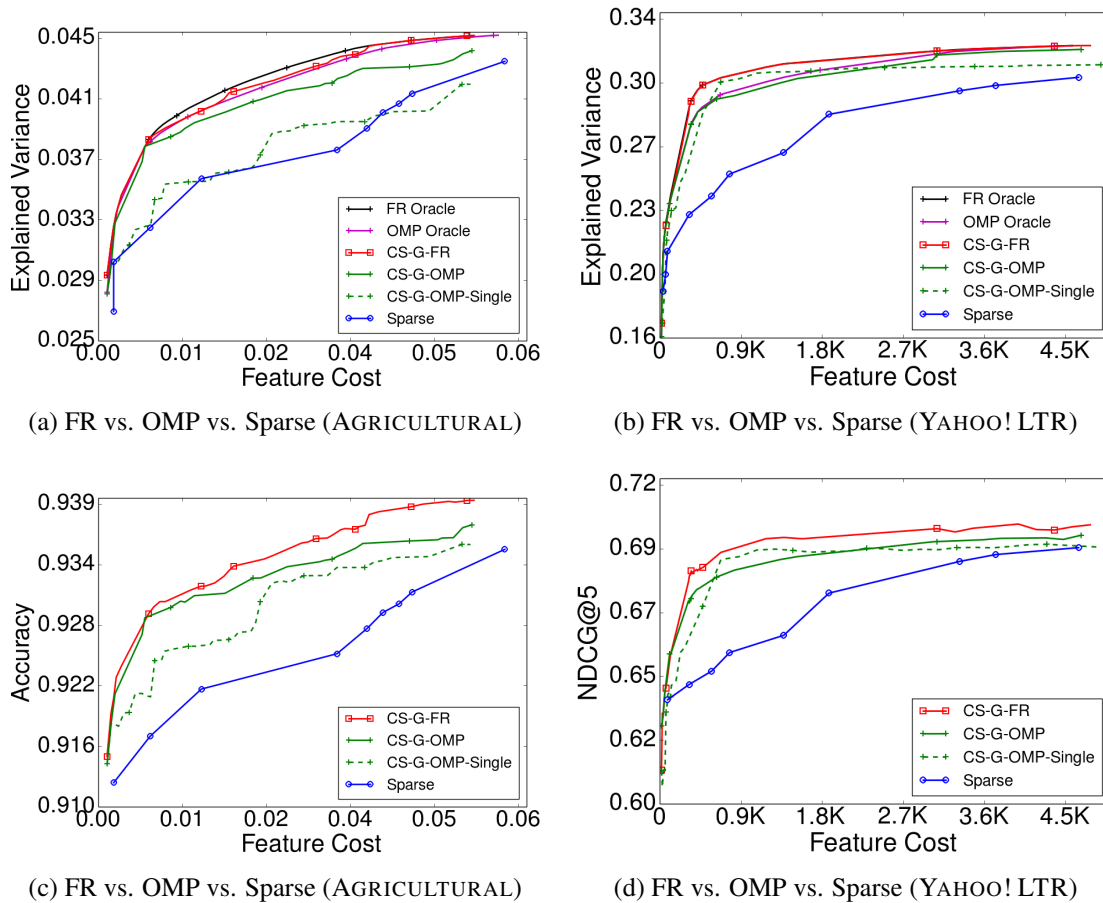 0.045
0.041
0.037
0.033
0.029
0.025
Explained Variance
FR Oracle
OMP Oracle
CS-G-FR
CS-G-OMP
CS-G-OMP-Single
Sparse
0.00 0.01 0.02 0.04 0.05 0.06
Feature Cost
(a) FR vs. OMP vs. Sparse (AGRICULTURAL)
0.34
0.30
0.27
0.23
0.20
0.16
Explained Variance
FR Oracle
OMP Oracle
CS-G-FR
CS-G-OMP
CS-G-OMP-Single
Sparse
0 0.9K 1.8K 2.7K 3.6K 4.5K
Feature Cost
(b) FR vs. OMP vs. Sparse (YAHOO! LTR)
0.939
0.934
0.928
0.922
0.916
0.910
Accuracy
CS-G-FR
CS-G-OMP
CS-G-OMP-Single
Sparse
0.00 0.01 0.02 0.04 0.05 0.06
Feature Cost
(c) FR vs. OMP vs. Sparse (AGRICULTURAL)
0.72
0.69
0.67
0.65
0.62
0.60
NDCG@5
CS-G-FR
CS-G-OMP
CS-G-OMP-Single
Sparse
0 0.9K 1.8K 2.7K 3.6K 4.5K
Feature Cost
(d) FR vs. OMP vs. Sparse (YAHOO! LTR)